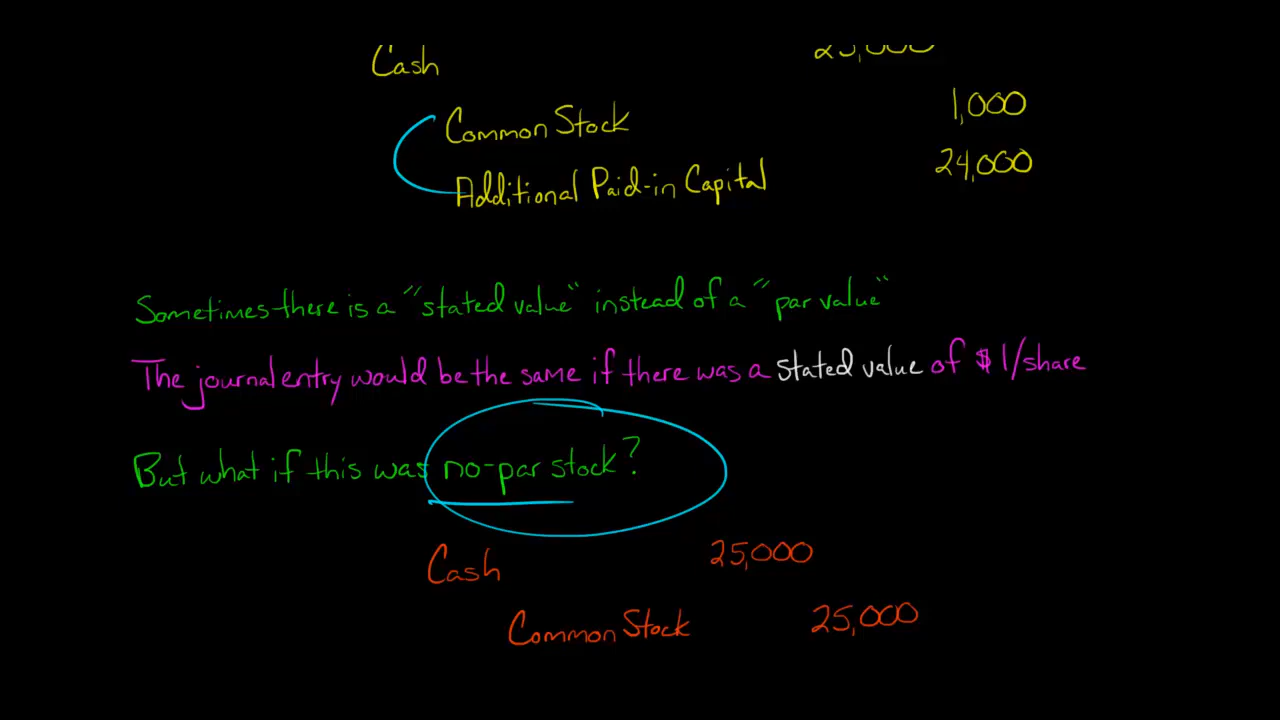 Cash
Common Stock 1,000
Additional Paid-in Capital 24,000
Sometimes there is a "stated value" instead of a "par value"
The journal entry would be the same if there was a stated value of $1/share
But what if this was no-par stock?
Cash 25,000
Common Stock 25,000